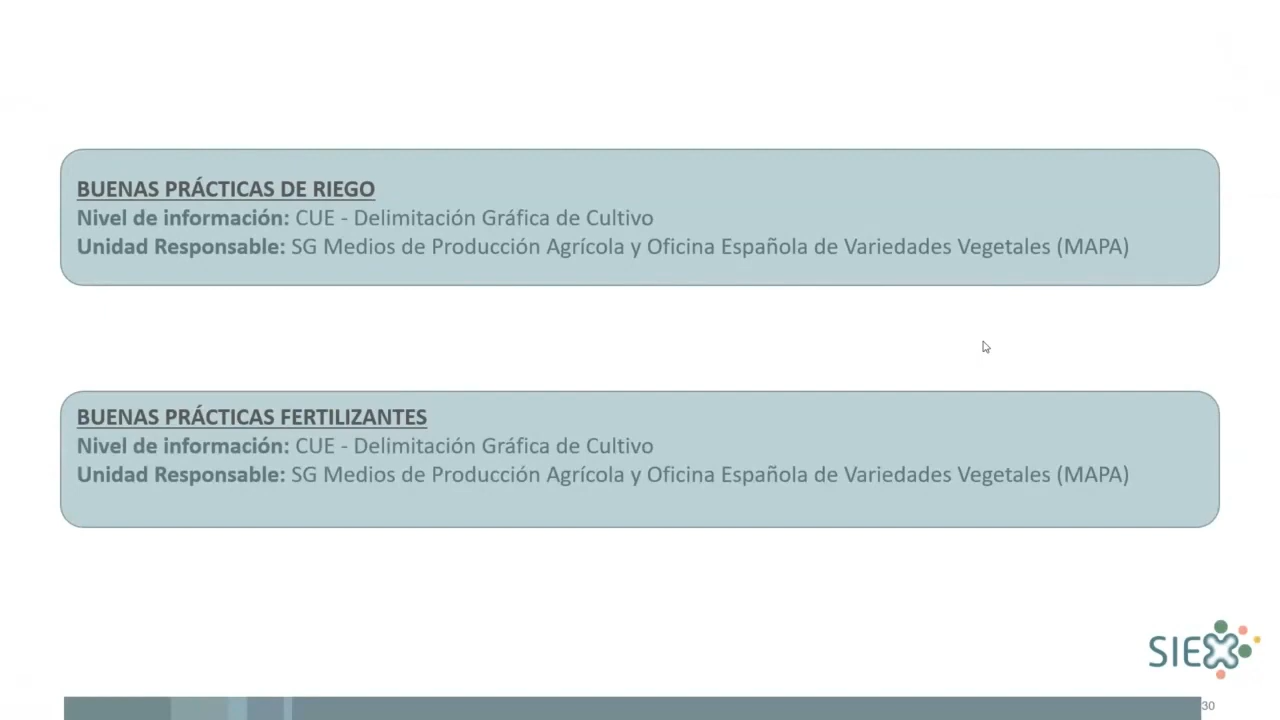 BUENAS PRÁCTICAS DE RIEGO
Nivel de información: CUE - Delimitación Gráfica de Cultivo
Unidad Responsable: SG Medios de Producción Agrícola y Oficina Española de Variedades Vegetales (MAPA)
BUENAS PRÁCTICAS FERTILIZANTES
Nivel de información: CUE - Delimitación Gráfica de Cultivo
Unidad Responsable: SG Medios de Producción Agrícola y Oficina Española de Variedades Vegetales (MAPA)
SIEX
30